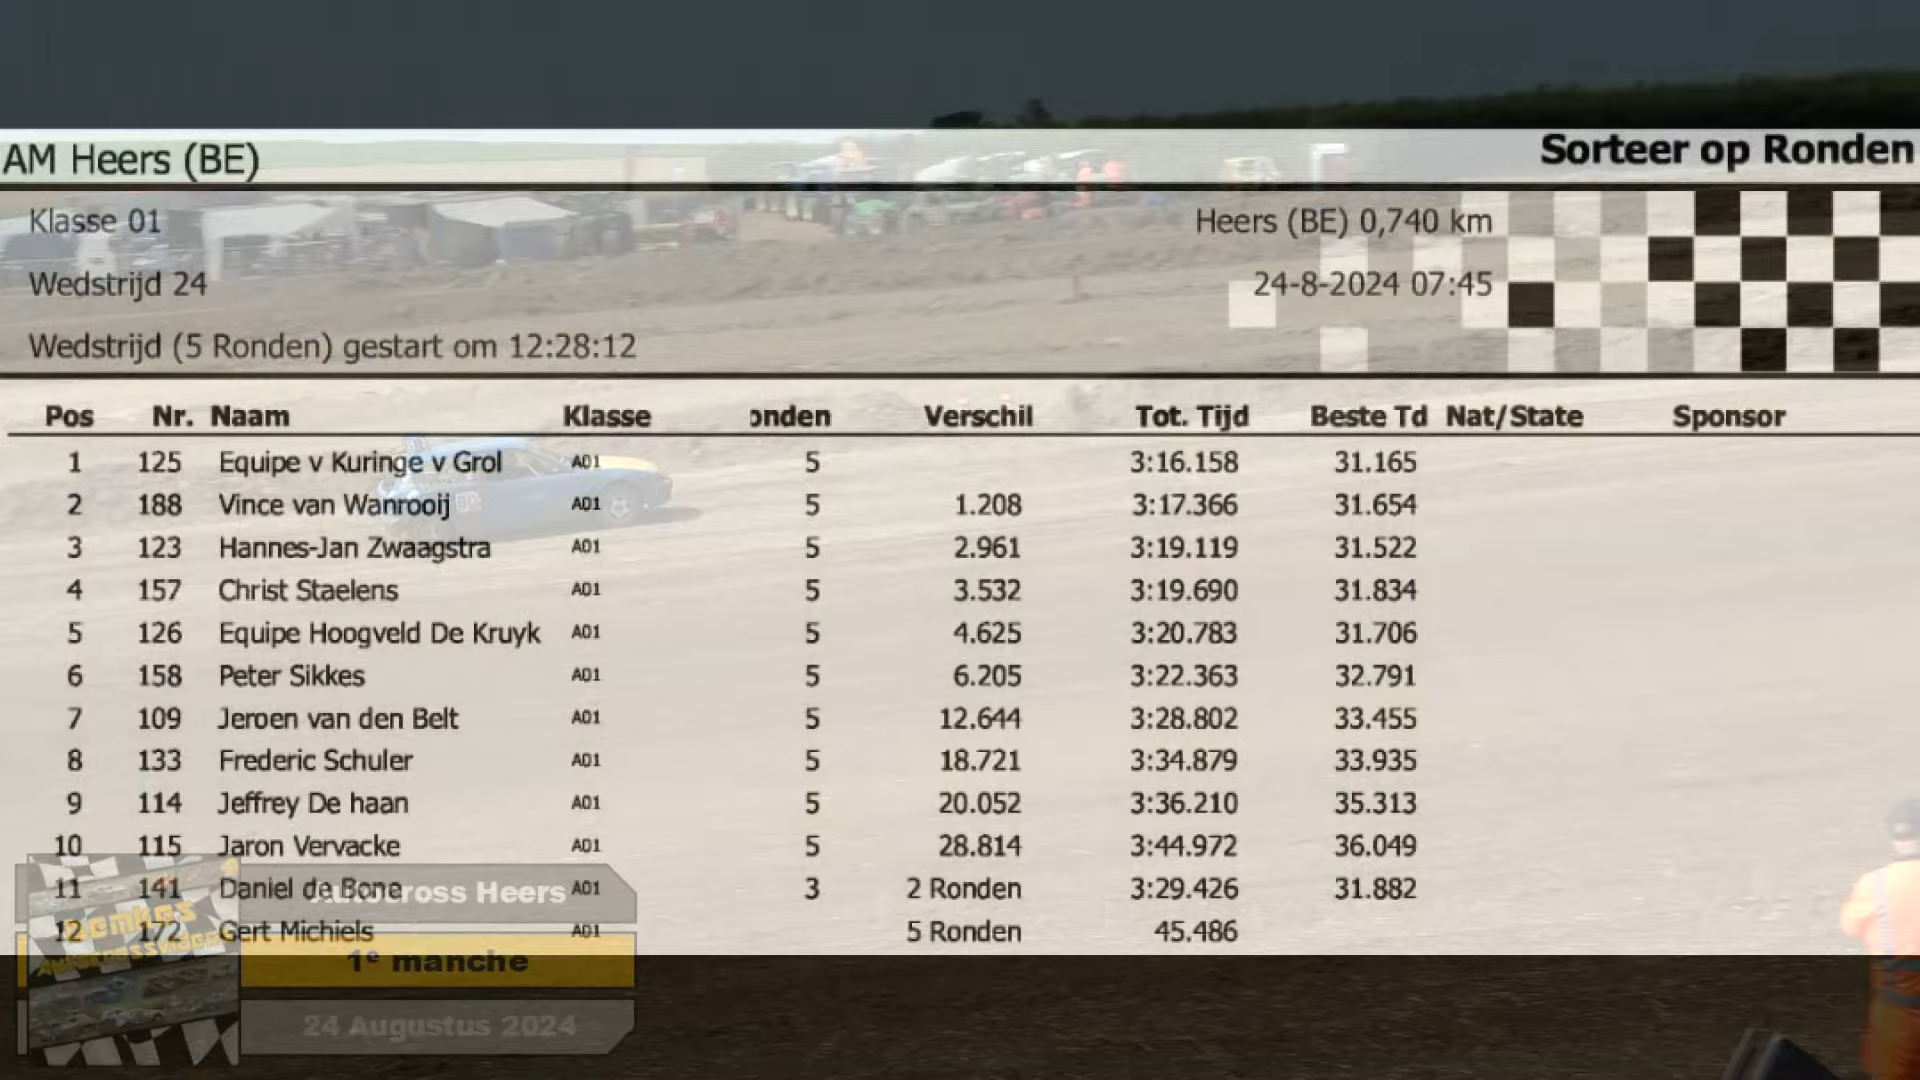 AM Heers (BE)
Sorteer op Ronden
Klasse 01
Heers (BE) 0,740 km
Wedstrijd 24
24-8-2024 07:45
Wedstrijd (5 Ronden) gestart om 12:28:12
Pos Nr. Naam Klasse onden Verschil Tot. Tijd Beste Td Nat/State Sponsor
1 125 Equipe v Kuringe v Grol A01 5 3:16.158 31.165
2 188 Vince van Wanrooij A01 5 1.208 3:17.366 31.654
3 123 Hannes-Jan Zwaagstra A01 5 2.961 3:19.119 31.522
4 157 Christ Staelens A01 5 3.532 3:19.690 31.834
5 126 Equipe Hoogveld De Kruyk A01 5 4.625 3:20.783 31.706
6 158 Peter Sikkes A01 5 6.205 3:22.363 32.791
7 109 Jeroen van den Belt A01 5 12.644 3:28.802 33.455
8 133 Frederic Schuler A01 5 18.721 3:34.879 33.935
9 114 Jeffrey De haan A01 5 20.052 3:36.210 35.313
10 115 Jaron Vervacke A01 5 28.814 3:44.972 36.049
11 141 Daniel de Bone A01 3 2 Ronden 3:29.426 31.882
12 172 Gert Michiels A01 5 Ronden 45.486
Autocross Heers
1e manche
24 Augustus 2024